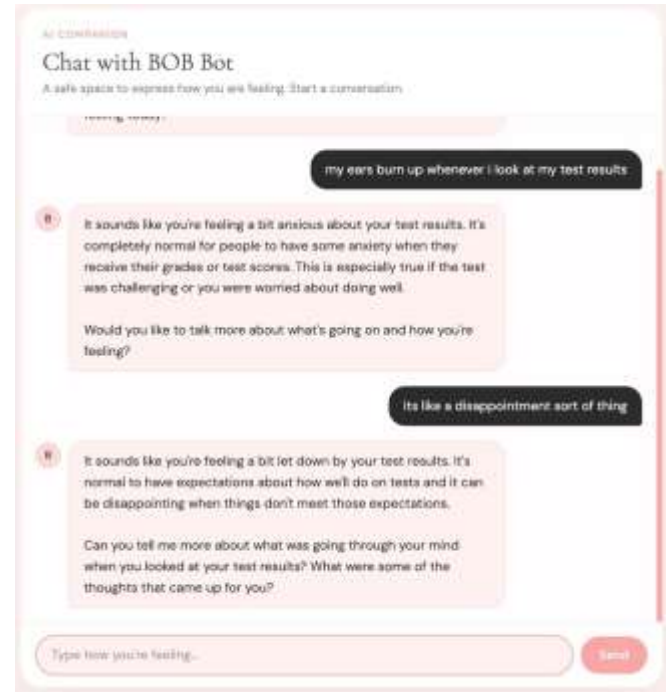 AI COMPANION
Chat with BOB Bot
A safe space to express how you are feeling. Start a conversation.
feeling today?
my ears burn up whenever i look at my test results
It sounds like you're feeling a bit anxious about your test results. It's
completely normal for people to have some anxiety when they
receive their grades or test scores. This is especially true if the test
was challenging or you were worried about doing well.
Would you like to talk more about what's going on and how you're
feeling?
its like a disappointment sort of thing
It sounds like you're feeling a bit let down by your test results. It's
normal to have expectations about how we'll do on tests and it can
be disappointing when things don't meet those expectations.
Can you tell me more about what was going through your mind
when you looked at your test results? What were some of the
thoughts that came up for you?
Type how you're feeling...
Send